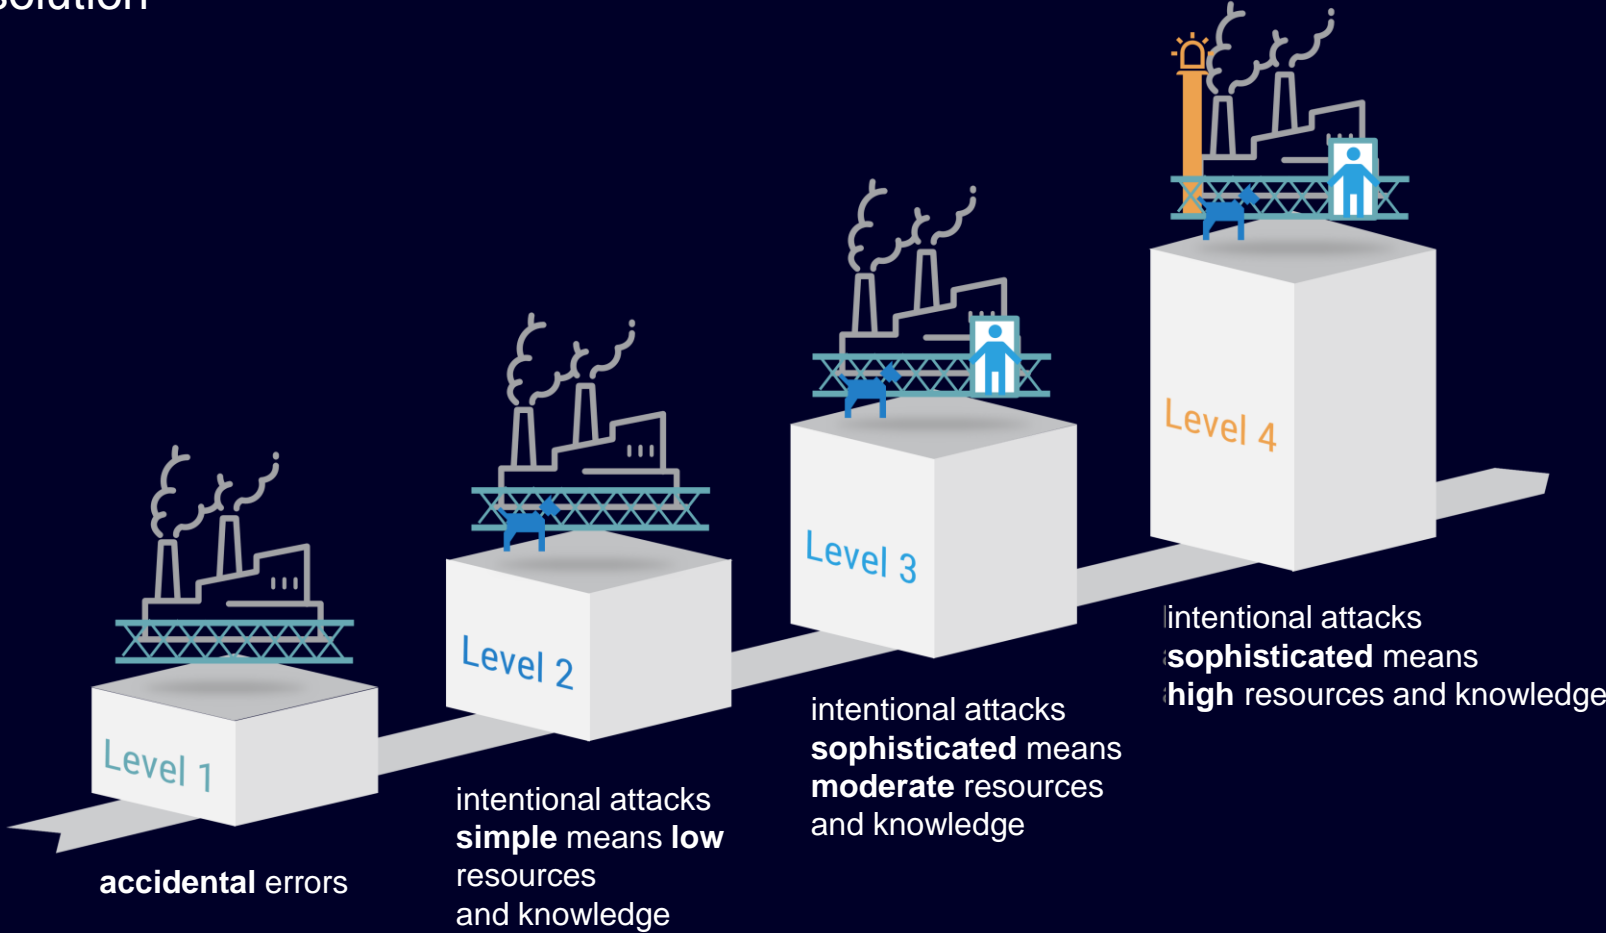 solution
Level 1
accidental errors
Level 2
intentional attacks
simple means low
resources
and knowledge
Level 3
intentional attacks
sophisticated means
moderate resources
and knowledge
Level 4
intentional attacks
sophisticated means
high resources and knowledge